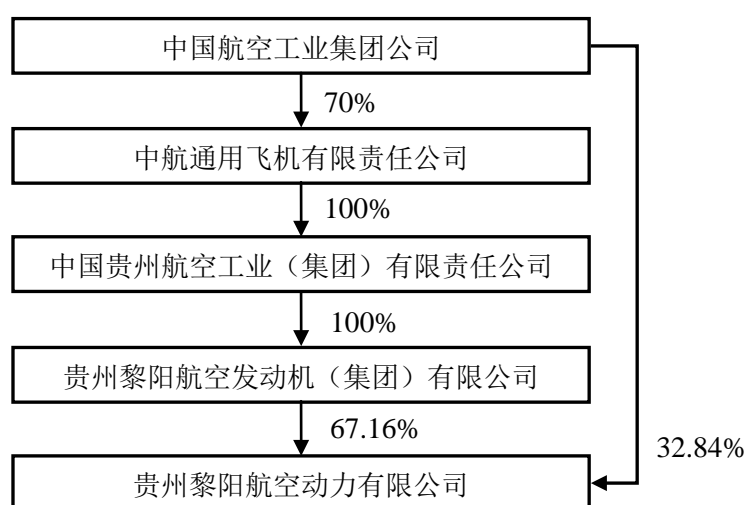 中国航空工业集团公司
70%
中航通用飞机有限责任公司
100%
中国贵州航空工业（集团）有限责任公司
100%
贵州黎阳航空发动机（集团）有限公司
67.16%
32.84%
贵州黎阳航空动力有限公司